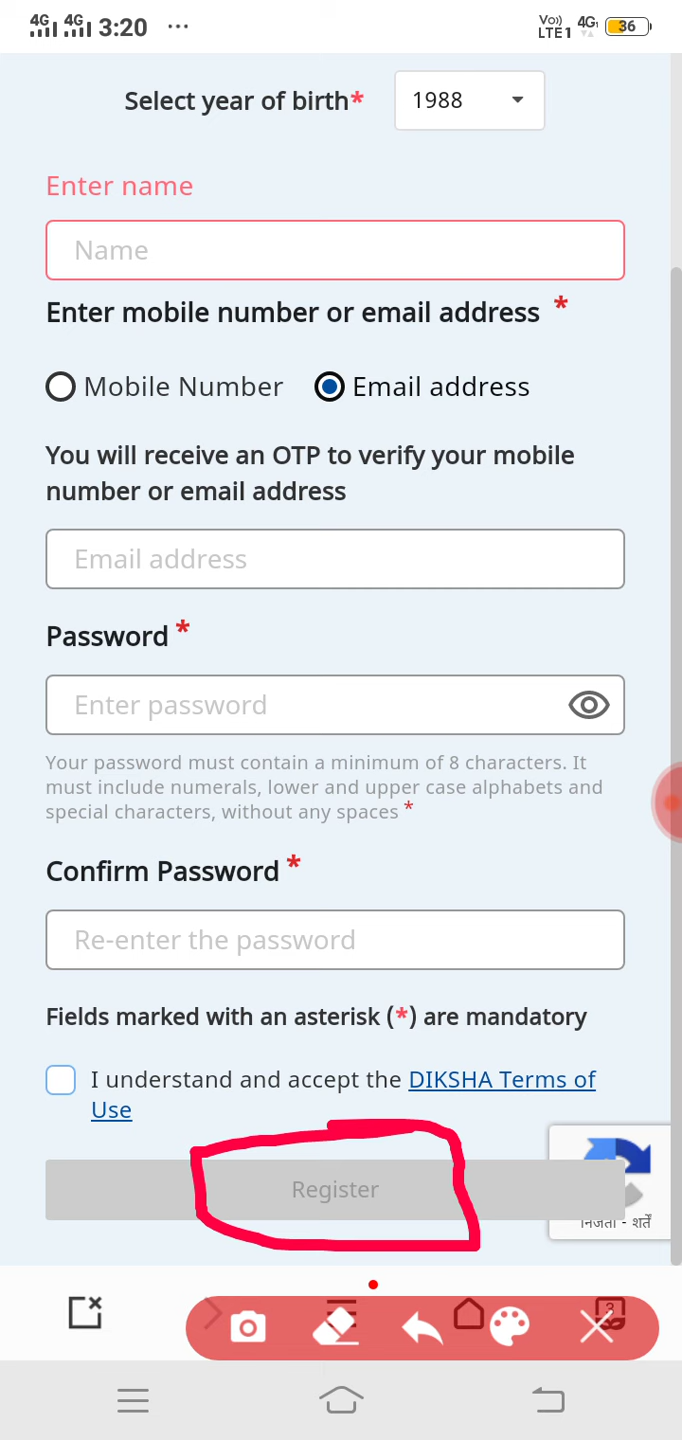 4G 4G 3:20 ...
Vo)) LTE1 4G 36
Select year of birth* 1988
Enter name
Name
Enter mobile number or email address *
Mobile Number Email address
You will receive an OTP to verify your mobile
number or email address
Email address
Password *
Enter password
Your password must contain a minimum of 8 characters. It
must include numerals, lower and upper case alphabets and
special characters, without any spaces *
Confirm Password *
Re-enter the password
Fields marked with an asterisk (*) are mandatory
I understand and accept the DIKSHA Terms of
Use
Register
निजता - शर्तें
3